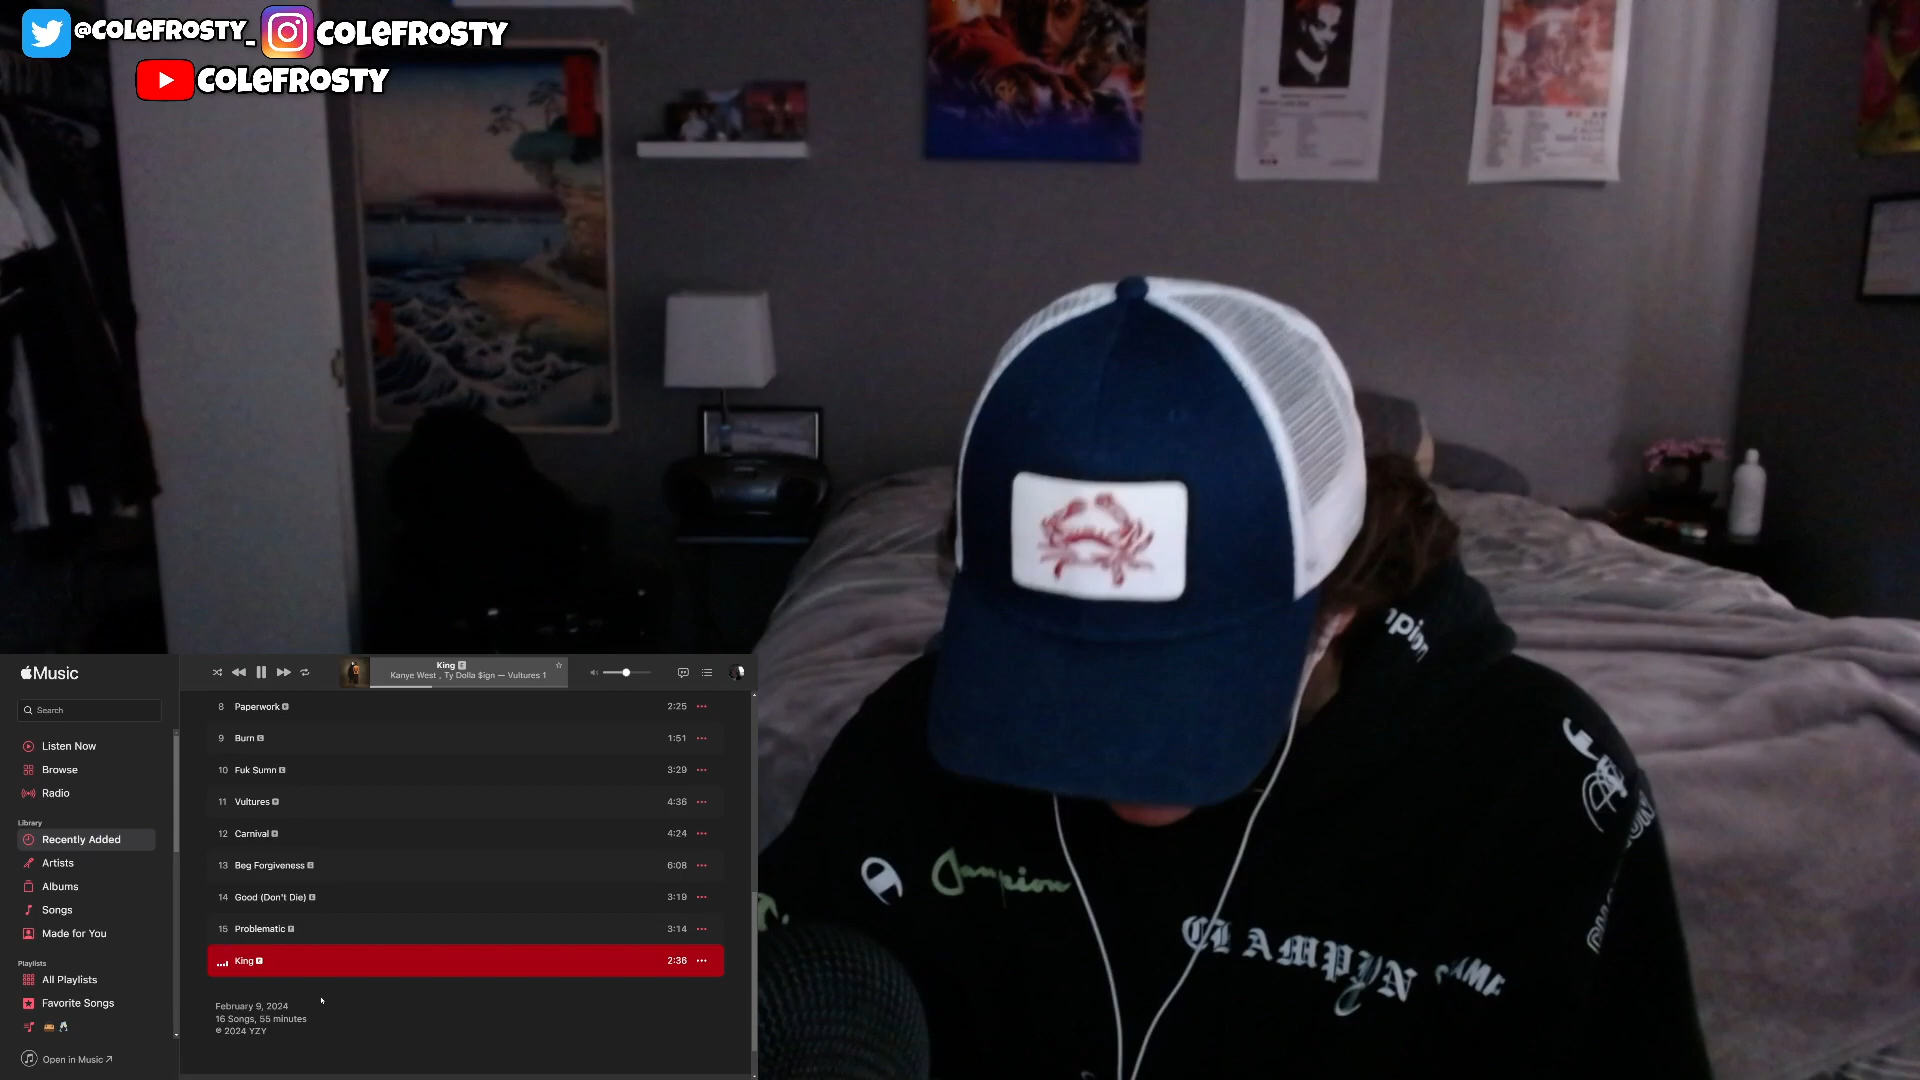 @COLEFROSTY_ COLEFROSTY
COLEFROSTY
Music
Search
Listen Now
Browse
Radio
Library
Recently Added
Artists
Albums
Songs
Made for You
Playlists
All Playlists
Favorite Songs
Open in Music ↗
King E
Kanye West , Ty Dolla $ign — Vultures 1
8 Paperwork E 2:25
9 Burn E 1:51
10 Fuk Sumn E 3:29
11 Vultures E 4:36
12 Carnival E 4:24
13 Beg Forgiveness E 6:08
14 Good (Don't Die) E 3:19
15 Problematic E 3:14
King E 2:36
February 9, 2024
16 Songs, 55 minutes
℗ 2024 YZY